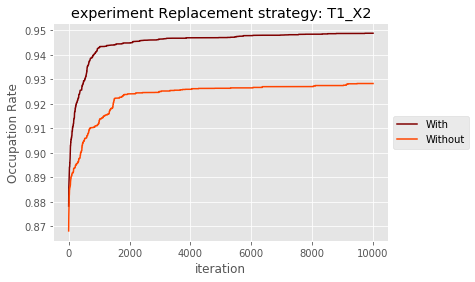 experiment Replacement strategy: T1_X2
Occupation Rate
0.95
0.94
0.93
0.92
0.91
0.90
0.89
0.88
0.87
0 2000 4000 6000 8000 10000
iteration
With
Without